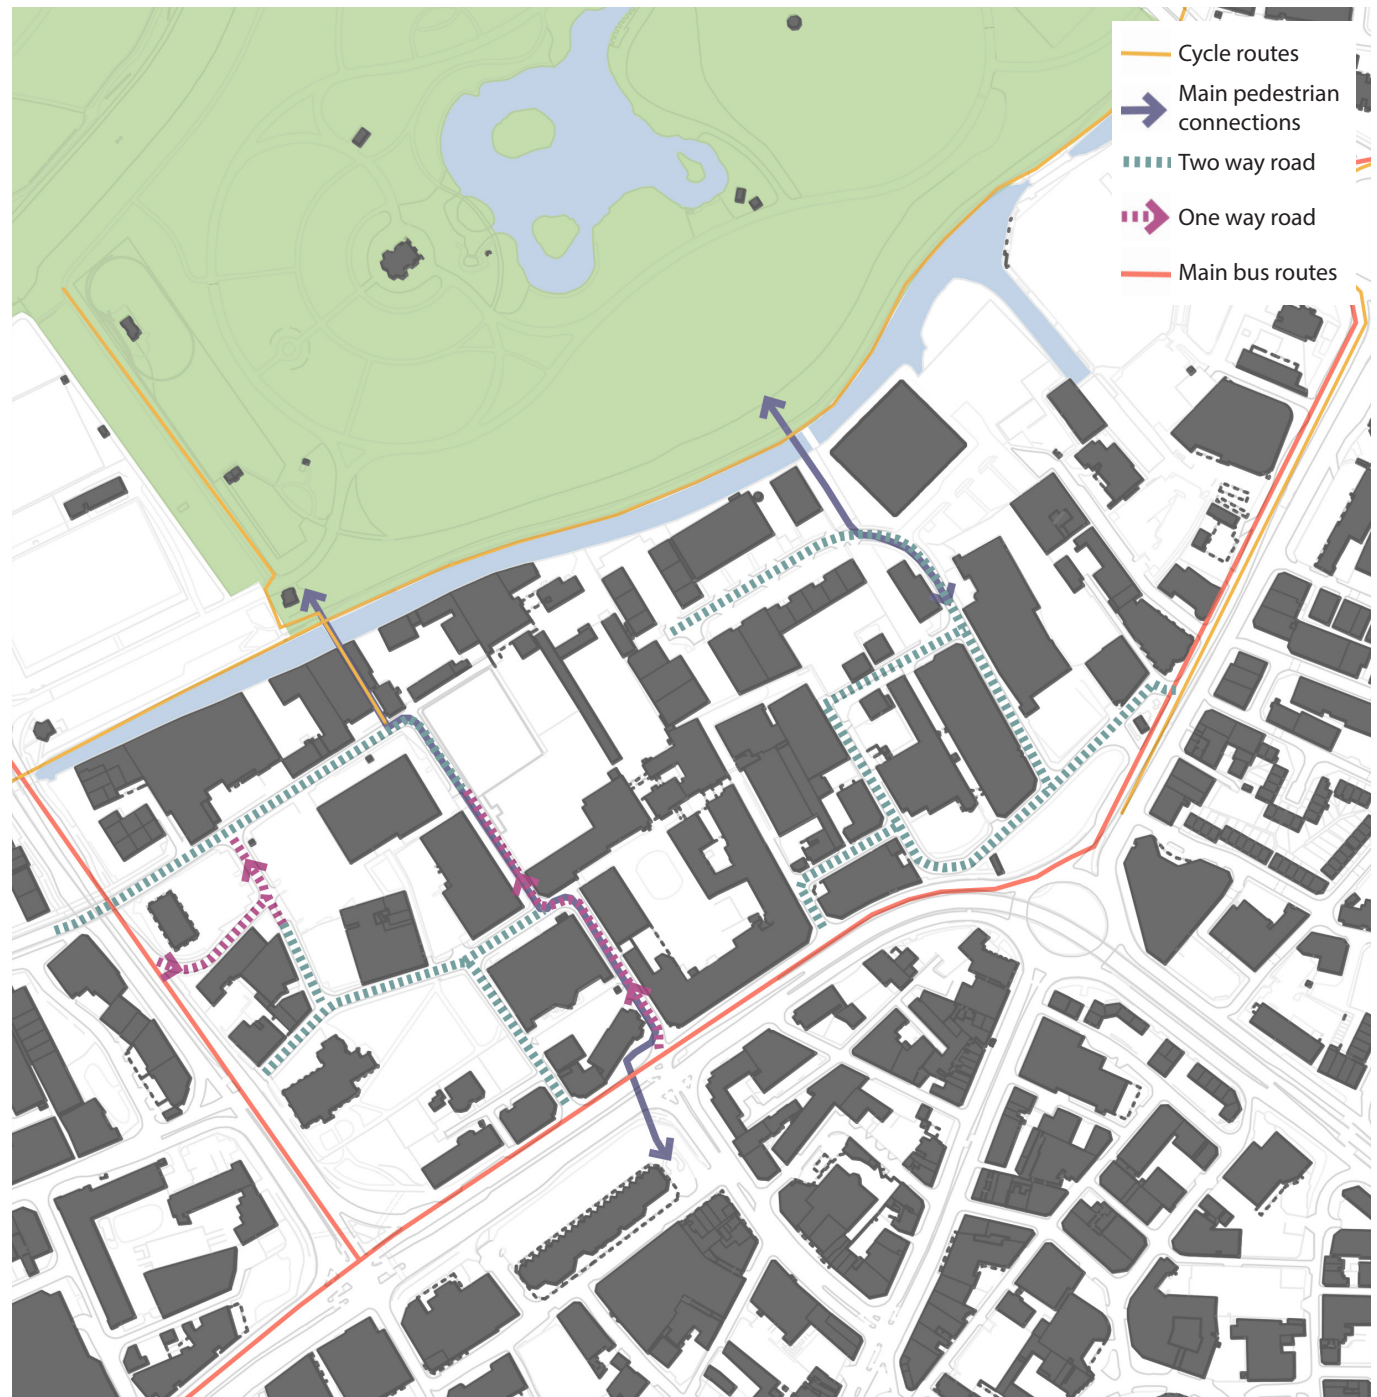 Cycle routes
Main pedestrian
connections
Two way road
One way road
Main bus routes